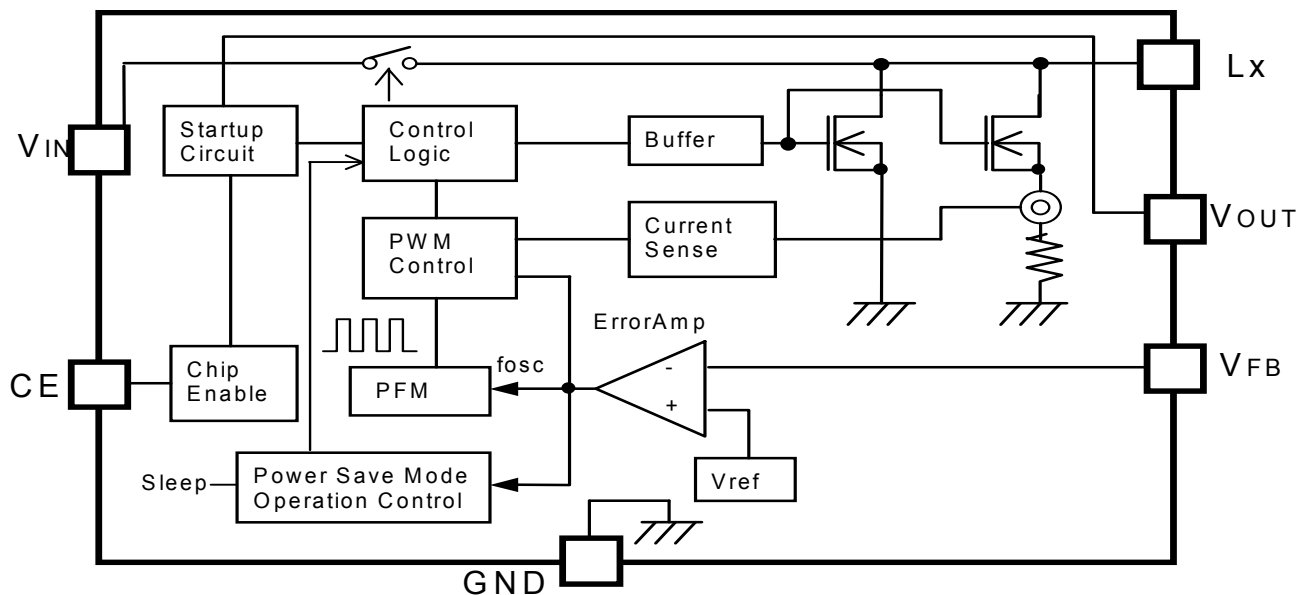 Lx
VIN
Startup
Circuit
Control
Logic
Buffer
VOUT
PWM
Control
Current
Sense
ErrorAmp
CE
Chip
Enable
PFM
fosc
-
+
VFB
Sleep
Power Save Mode
Operation Control
Vref
GND